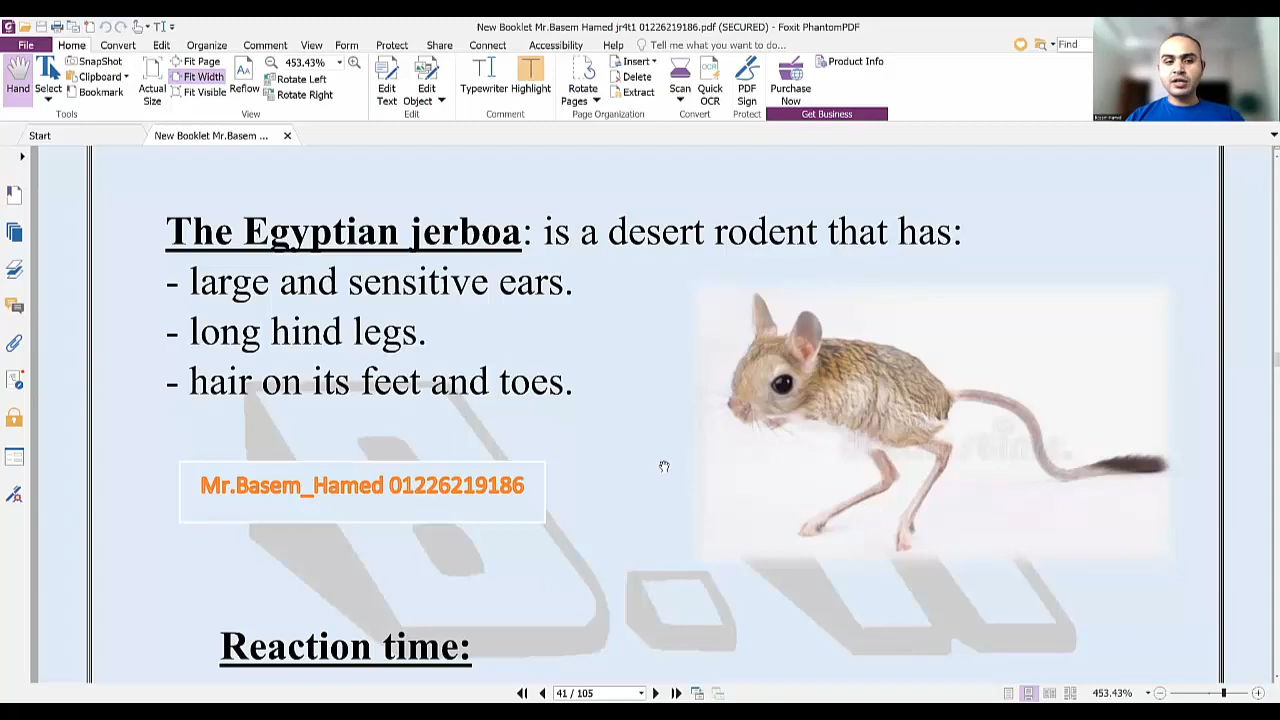 New Booklet Mr.Basem Hamed jr4t1 01226219186.pdf (SECURED) - Foxit PhantomPDF
File Home Convert Edit Organize Comment View Form Protect Share Connect Accessibility Help Tell me what you want to do... Find
Hand
Select
SnapShot
Clipboard
Bookmark
Tools
Actual Size
Fit Page
Fit Width
Fit Visible
Reflow
453.43%
Rotate Left
Rotate Right
View
Edit Text
Edit Object
Edit
Typewriter
Highlight
Comment
Rotate Pages
Insert
Delete
Extract
Page Organization
Scan
Quick OCR
Convert
PDF Sign
Protect
Purchase Now
Product Info
Get Business
Start
New Booklet Mr.Basem ...
The Egyptian jerboa: is a desert rodent that has:
- large and sensitive ears.
- long hind legs.
- hair on its feet and toes.
Mr.Basem_Hamed 01226219186
Reaction time:
41 / 105
453.43%